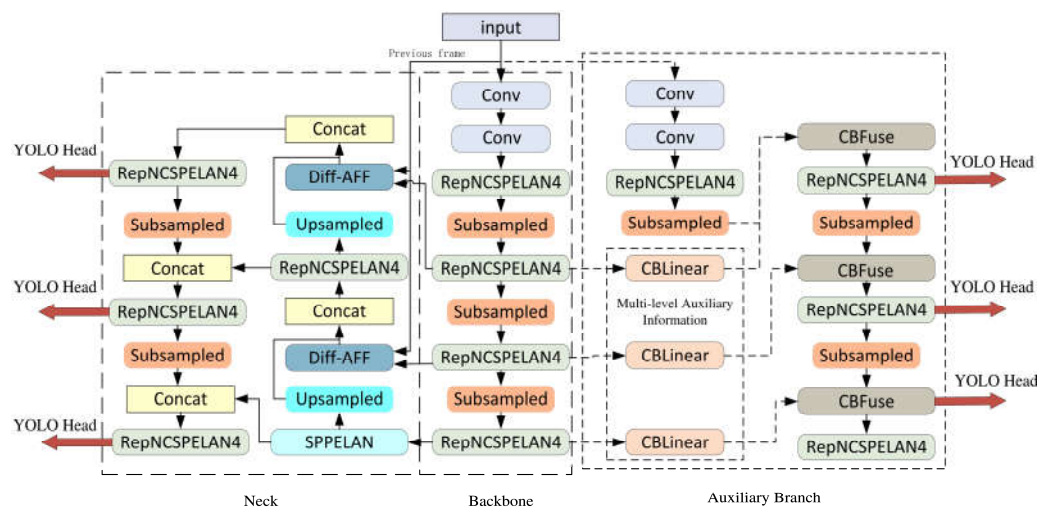 input
Previous frame
Conv
Conv
RepNCSPELAN4
Subsampled
RepNCSPELAN4
Subsampled
RepNCSPELAN4
Subsampled
RepNCSPELAN4
Concat
Diff-AFF
Upsampled
RepNCSPELAN4
Concat
Diff-AFF
Upsampled
SPPELAN
YOLO Head
RepNCSPELAN4
Subsampled
Concat
YOLO Head
RepNCSPELAN4
Subsampled
Concat
YOLO Head
RepNCSPELAN4
Conv
Conv
RepNCSPELAN4
Subsampled
CBLinear
Multi-level Auxiliary
Information
CBLinear
CBLinear
CBFuse
YOLO Head
RepNCSPELAN4
Subsampled
CBFuse
YOLO Head
RepNCSPELAN4
Subsampled
YOLO Head
CBFuse
RepNCSPELAN4
Neck
Backbone
Auxiliary Branch